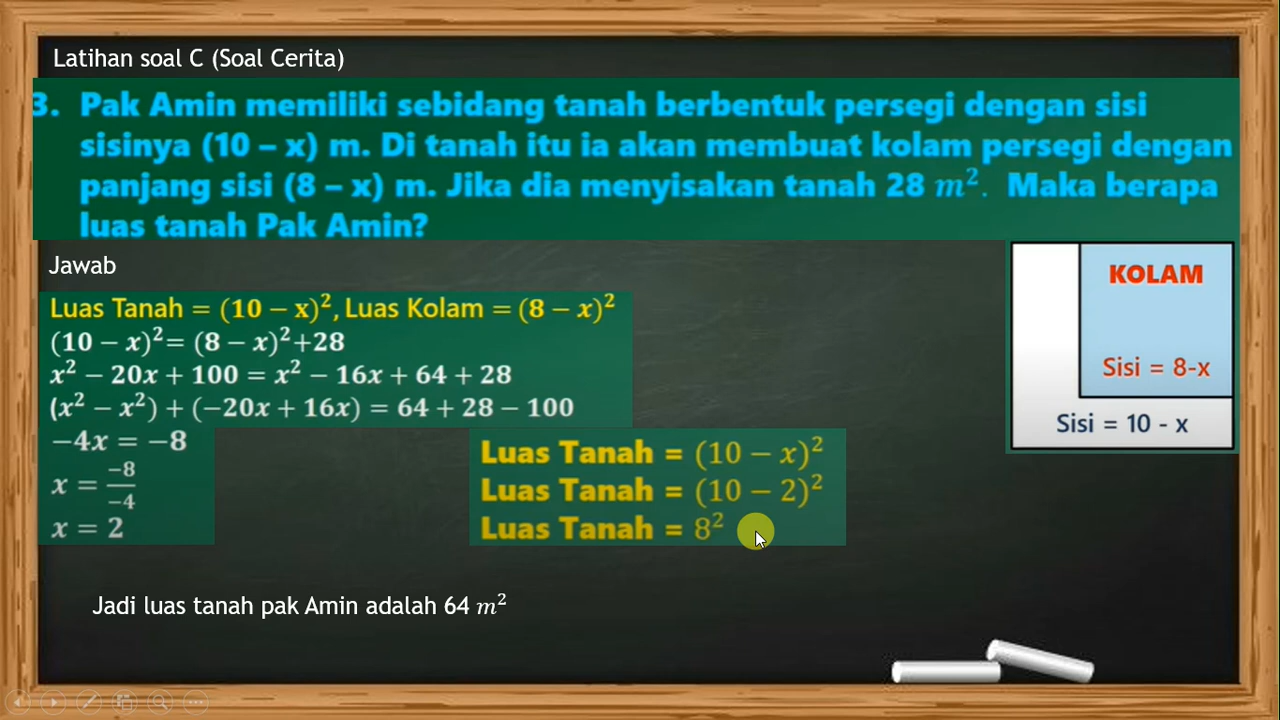 Latihan soal C (Soal Cerita)
3. Pak Amin memiliki sebidang tanah berbentuk persegi dengan sisi
sisinya (10 – x) m. Di tanah itu ia akan membuat kolam persegi dengan
panjang sisi (8 – x) m. Jika dia menyisakan tanah 28 m². Maka berapa
luas tanah Pak Amin?
Jawab
Luas Tanah = (10 − x)², Luas Kolam = (8 − x)²
(10 − x)²= (8 − x)²+28
x² − 20x + 100 = x² − 16x + 64 + 28
(x² − x²) + (−20x + 16x) = 64 + 28 − 100
−4x = −8
x = −8/−4
x = 2
Luas Tanah = (10 − x)²
Luas Tanah = (10 − 2)²
Luas Tanah = 8²
Jadi luas tanah pak Amin adalah 64 m²
KOLAM
Sisi = 8-x
Sisi = 10 - x